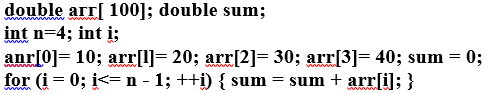 double arr[ 100]; double sum;
int n=4; int i;
anr[0]= 10; arr[l]= 20; arr[2]= 30; arr[3]= 40; sum = 0;
for (i = 0; i<= n - 1; ++i) { sum = sum + arr[i]; }